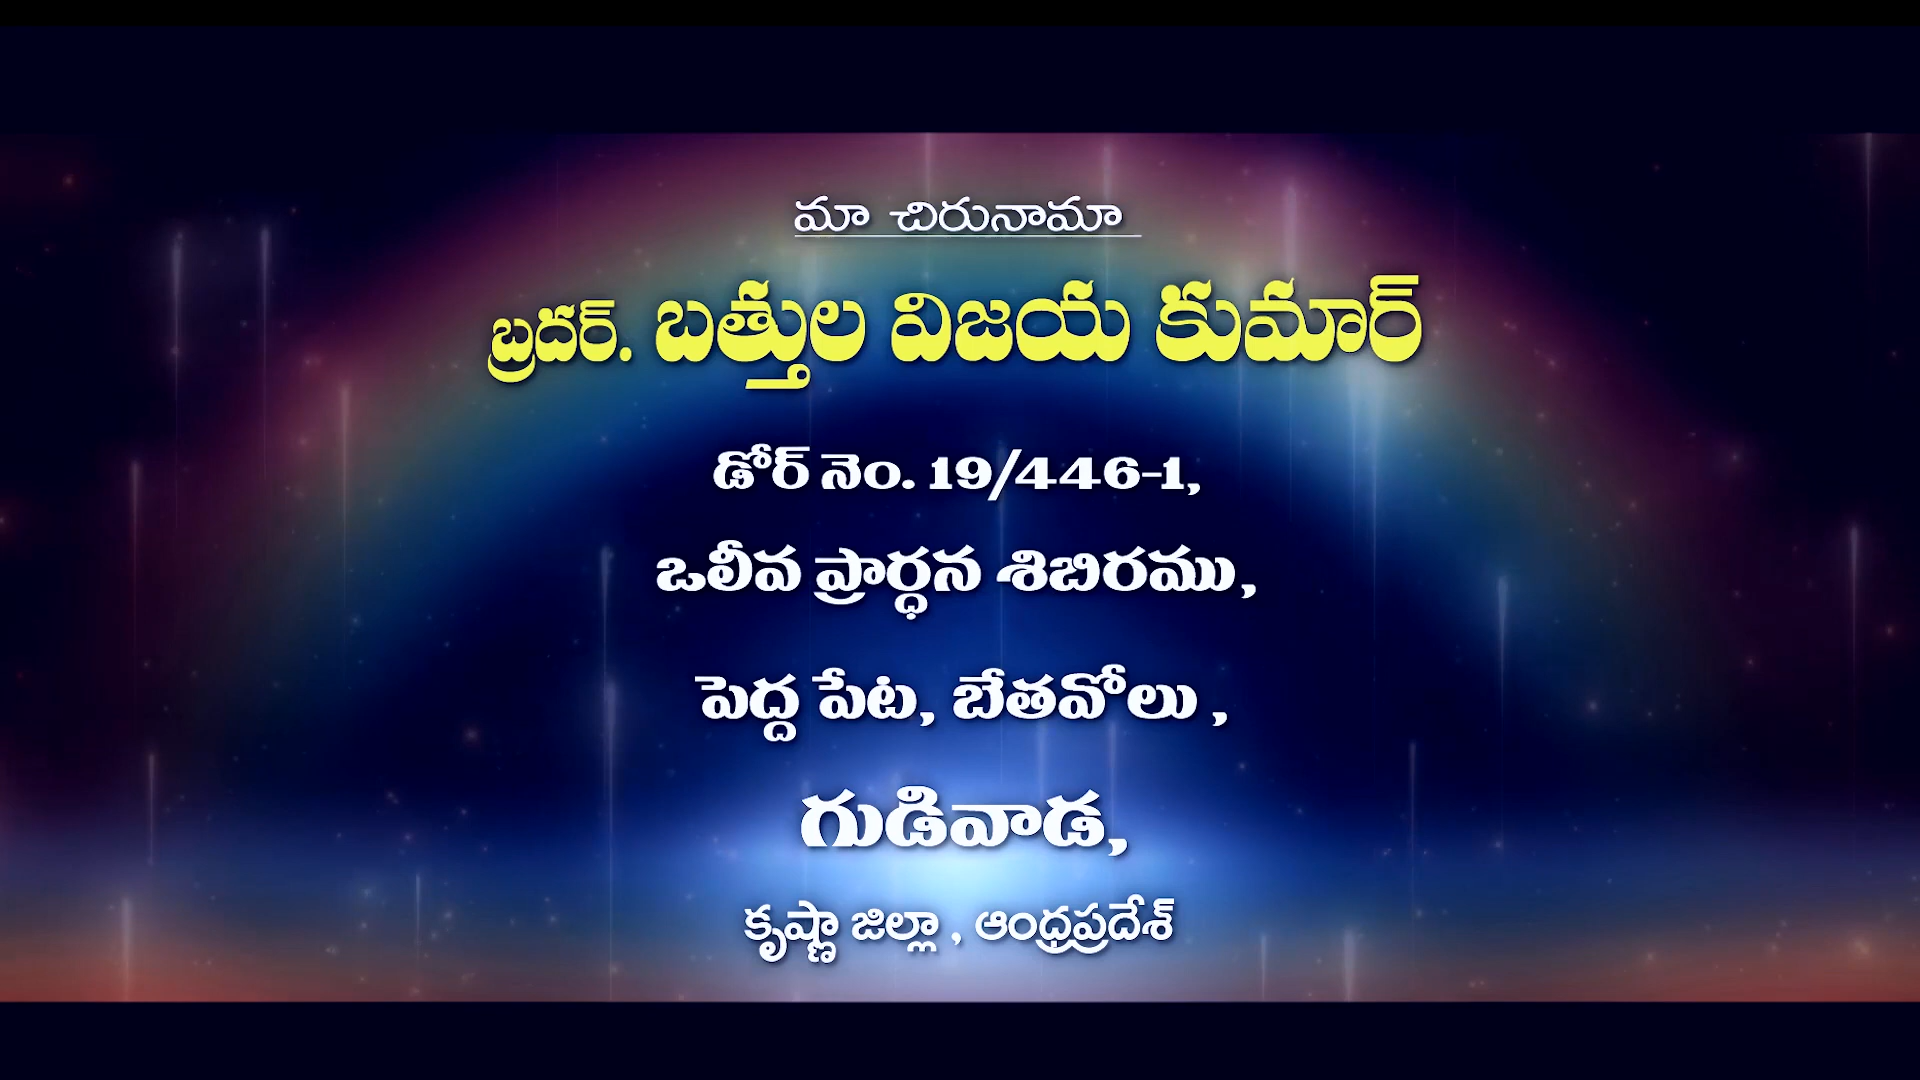 మా చిరునామా
బ్రదర్. బత్తుల విజయ కుమార్
డోర్ నెం. 19/446-1,
ఒలీవ ప్రార్ధన శిబిరము,
పెద్ద పేట, బేతవోలు ,
గుడివాడ,
కృష్ణా జిల్లా , ఆంధ్రప్రదేశ్